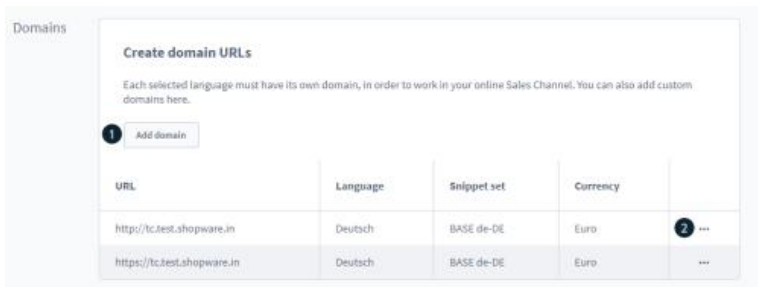 Domains
Create domain URLs
Each selected language must have its own domain, in order to work in your online Sales Channel. You can also add custom
domains here.
1 Add domain
URL Language Snippet set Currency
http://tc.test.shopware.in Deutsch BASE de-DE Euro 2 ...
https://tc.test.shopware.in Deutsch BASE de-DE Euro ...